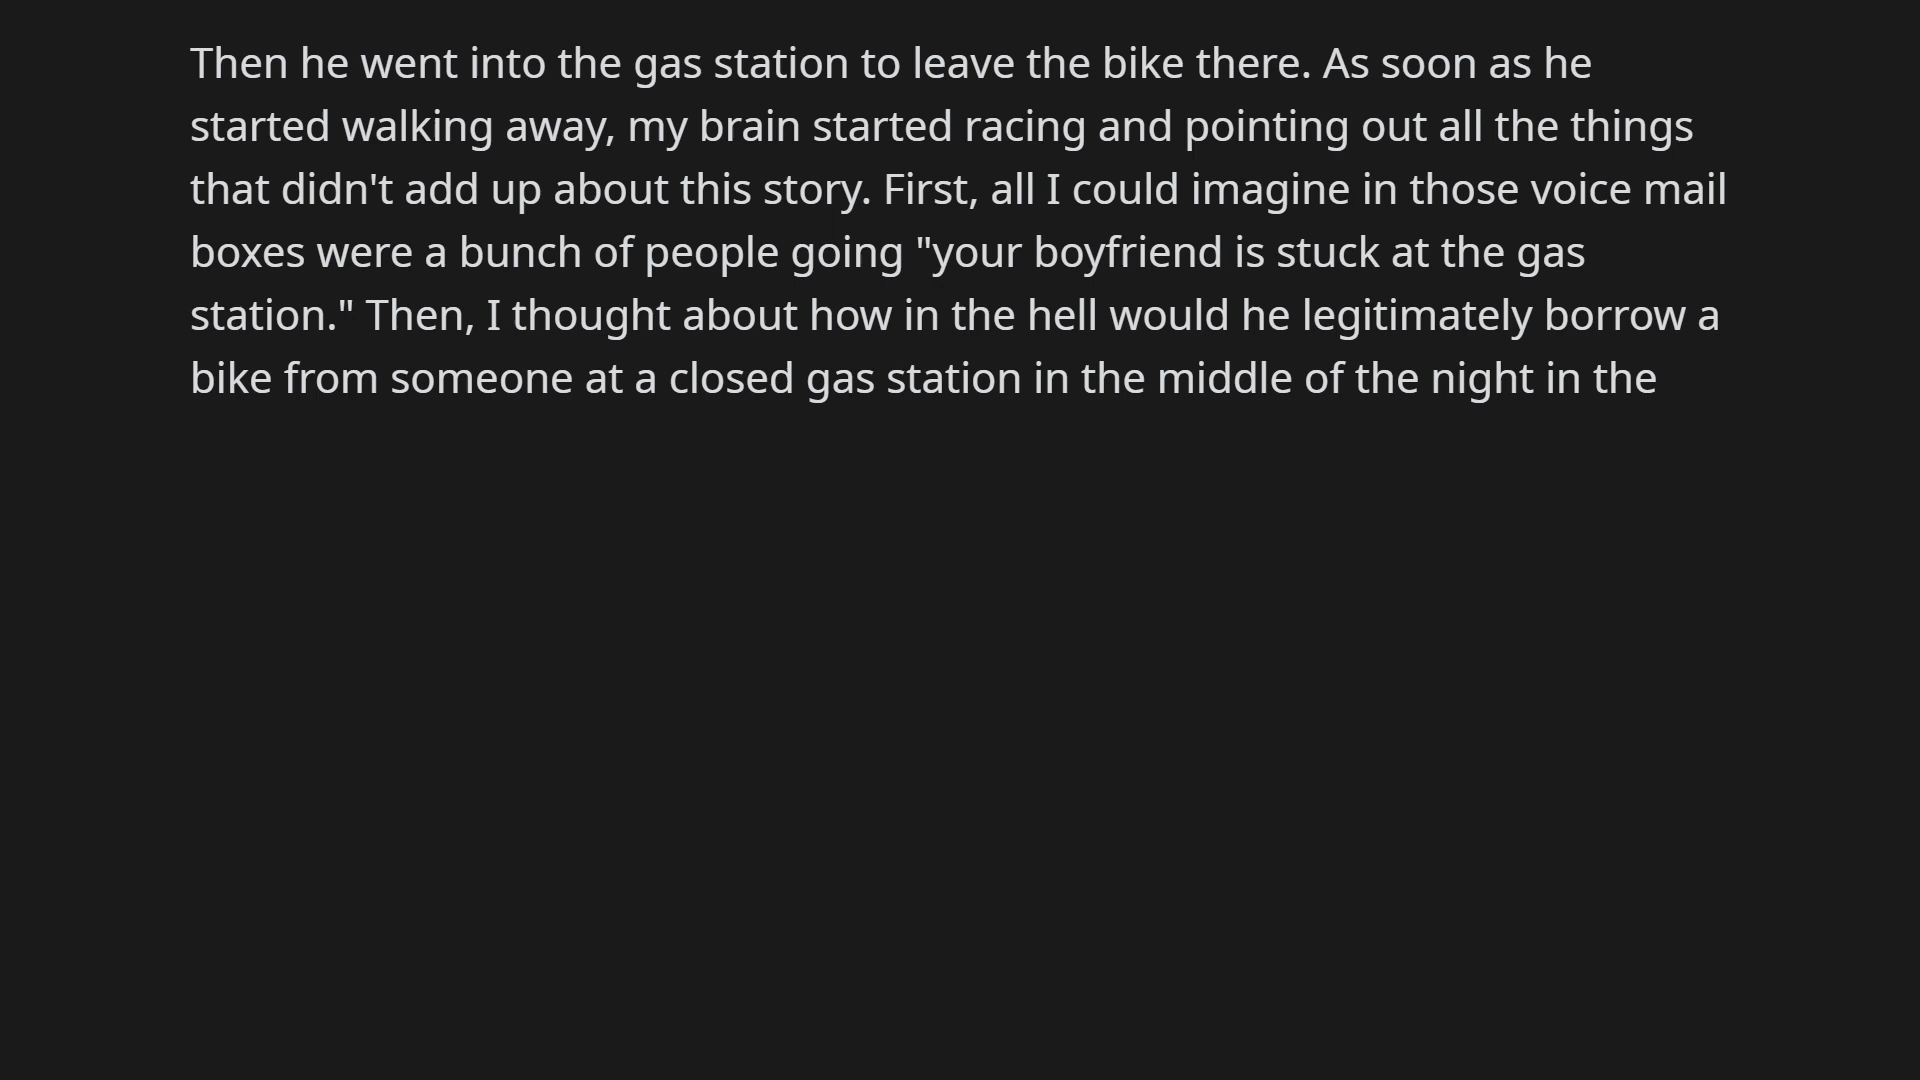 Then he went into the gas station to leave the bike there. As soon as he
started walking away, my brain started racing and pointing out all the things
that didn't add up about this story. First, all I could imagine in those voice mail
boxes were a bunch of people going "your boyfriend is stuck at the gas
station." Then, I thought about how in the hell would he legitimately borrow a
bike from someone at a closed gas station in the middle of the night in the